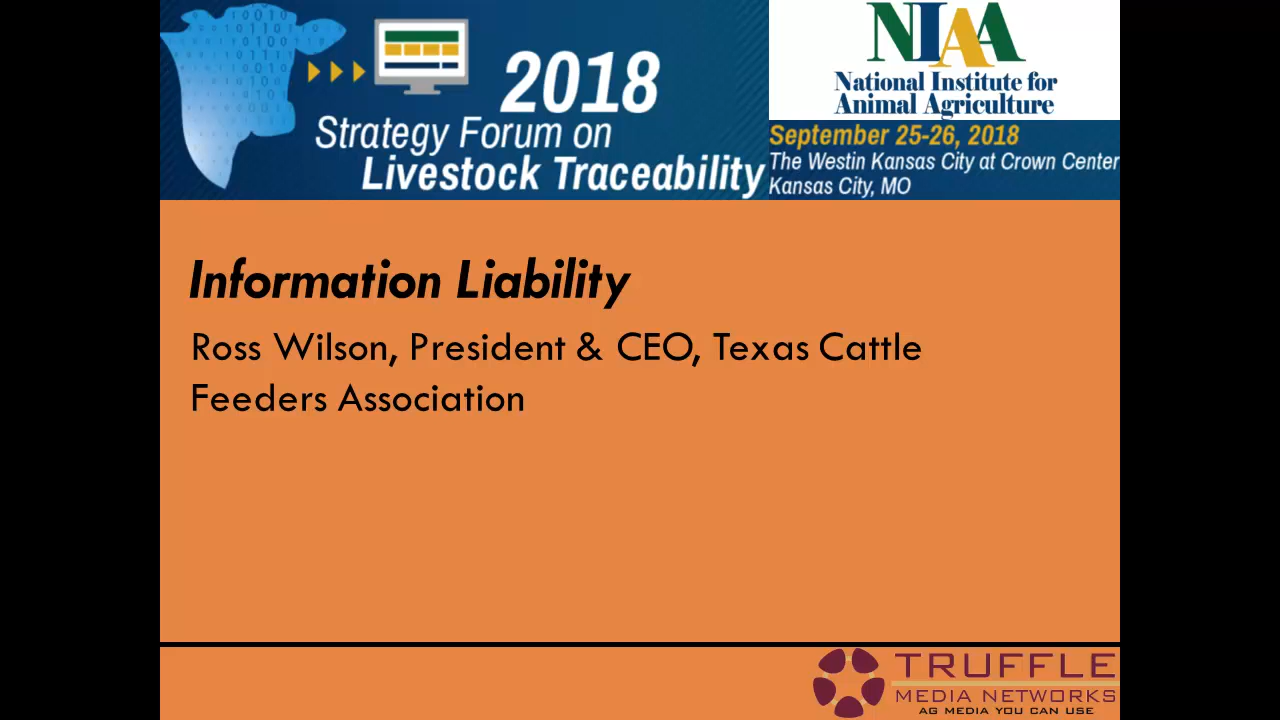 2018
Strategy Forum on
Livestock Traceability
NIAA
National Institute for
Animal Agriculture
September 25-26, 2018
The Westin Kansas City at Crown Center
Kansas City, MO
Information Liability
Ross Wilson, President & CEO, Texas Cattle
Feeders Association
TRUFFLE
MEDIA NETWORKS
AG MEDIA YOU CAN USE